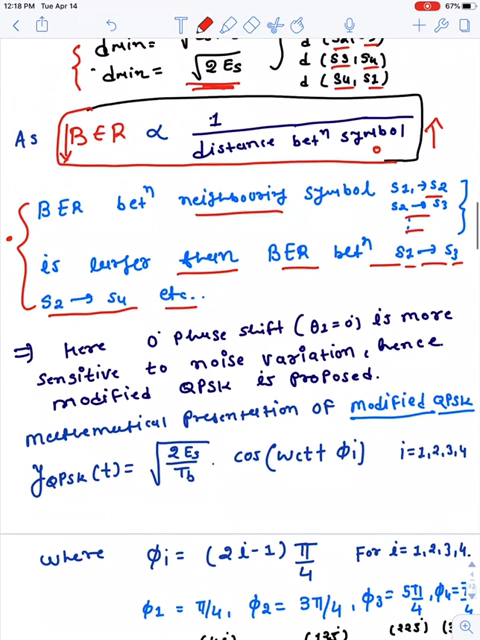 12:18 PM Tue Apr 14
67%
dmin =
d (
dmin = √2Es
d (S3, S4)
d (S4, S1)
As BER ∝ 1 / distance betⁿ symbol
BER betⁿ neighbouring symbol S1 → S2
S2 → S3
⋮
is larger than BER betⁿ S1 → S3
S2 → S4 etc..
⇒ Here 0° phase shift (θ1=0) is more
sensitive to noise variation, hence
modified QPSK is proposed.
Mathematical Presentation of modified QPSK
yQPSK(t) = √(2Es/Tb) . cos(wct + ϕi) i=1,2,3,4
where ϕi = (2i-1) π/4 For i=1,2,3,4.
ϕ1 = π/4, ϕ2 = 3π/4, ϕ3 = 5π/4, ϕ4=
(135) (225)